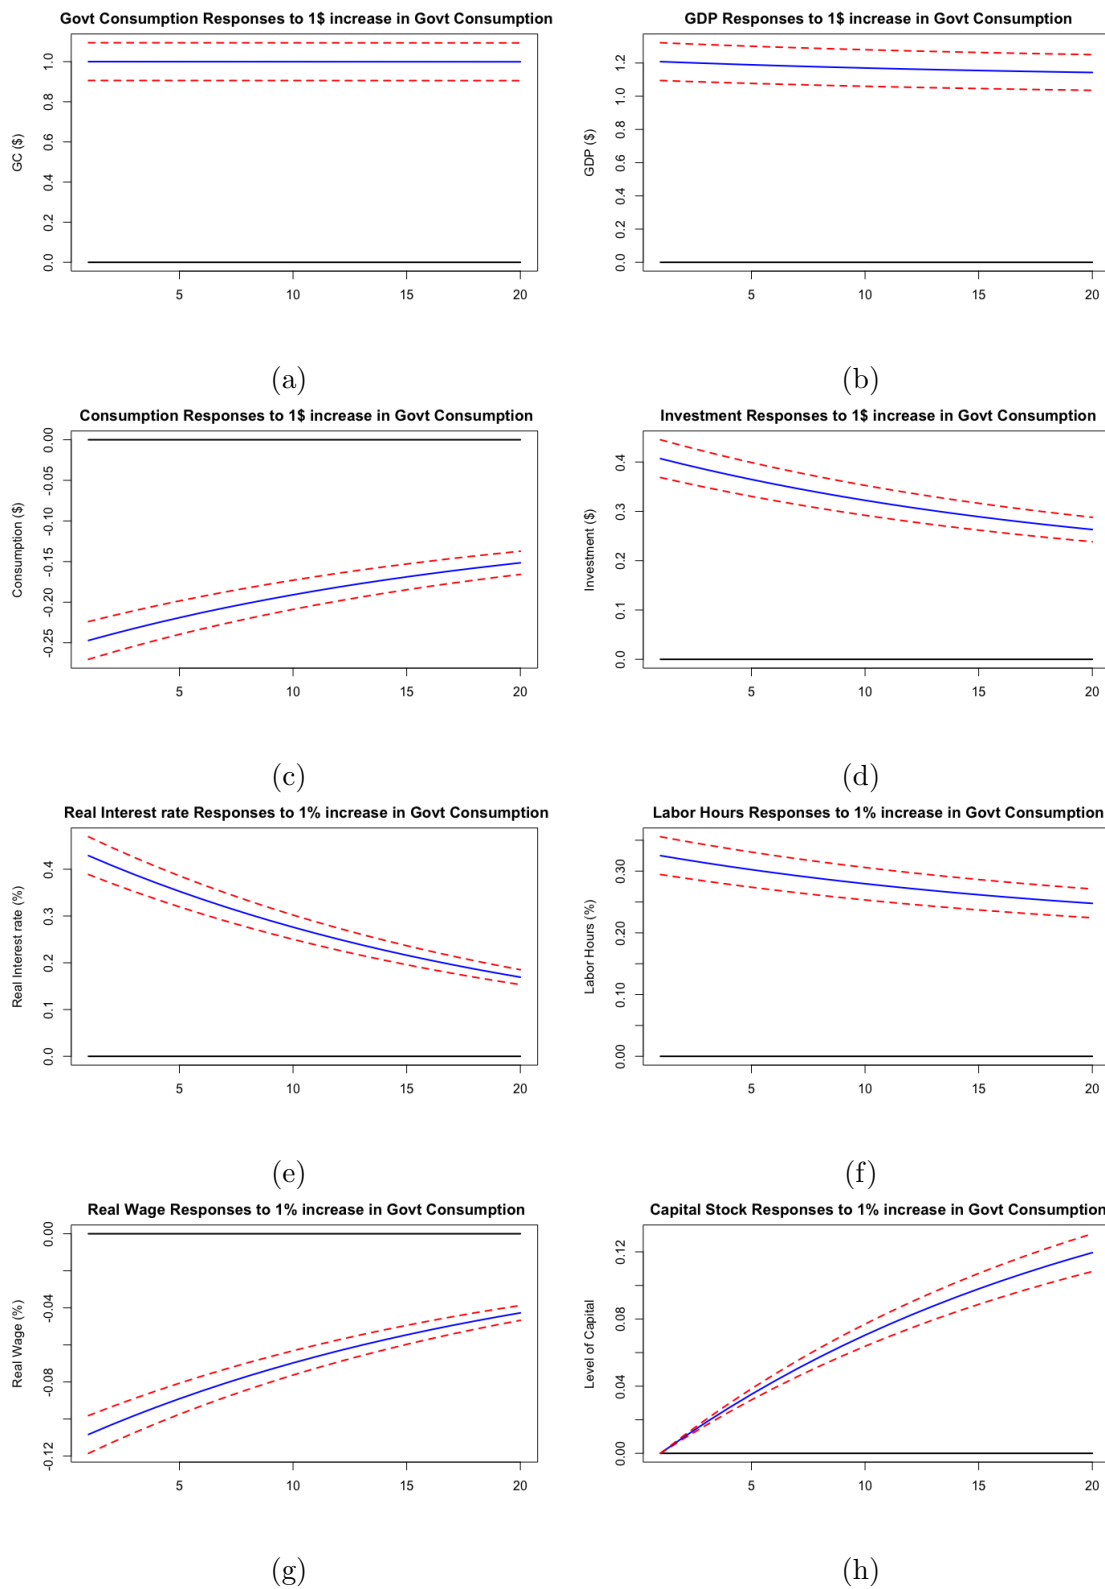 Govt Consumption Responses to 1$ increase in Govt Consumption
GC ($)
1.0
0.8
0.6
0.4
0.2
0.0
5 10 15 20
(a)
GDP Responses to 1$ increase in Govt Consumption
GDP ($)
1.2
1.0
0.8
0.6
0.4
0.2
0.0
5 10 15 20
(b)
Consumption Responses to 1$ increase in Govt Consumption
Consumption ($)
0.00
-0.05
-0.10
-0.15
-0.20
-0.25
5 10 15 20
(c)
Investment Responses to 1$ increase in Govt Consumption
Investment ($)
0.4
0.3
0.2
0.1
0.0
5 10 15 20
(d)
Real Interest rate Responses to 1% increase in Govt Consumption
Real Interest rate (%)
0.4
0.3
0.2
0.1
0.0
5 10 15 20
(e)
Labor Hours Responses to 1% increase in Govt Consumption
Labor Hours (%)
0.30
0.20
0.10
0.00
5 10 15 20
(f)
Real Wage Responses to 1% increase in Govt Consumption
Real Wage (%)
0.00
-0.04
-0.08
-0.12
5 10 15 20
(g)
Capital Stock Responses to 1% increase in Govt Consumption
Level of Capital
0.12
0.08
0.04
0.00
5 10 15 20
(h)